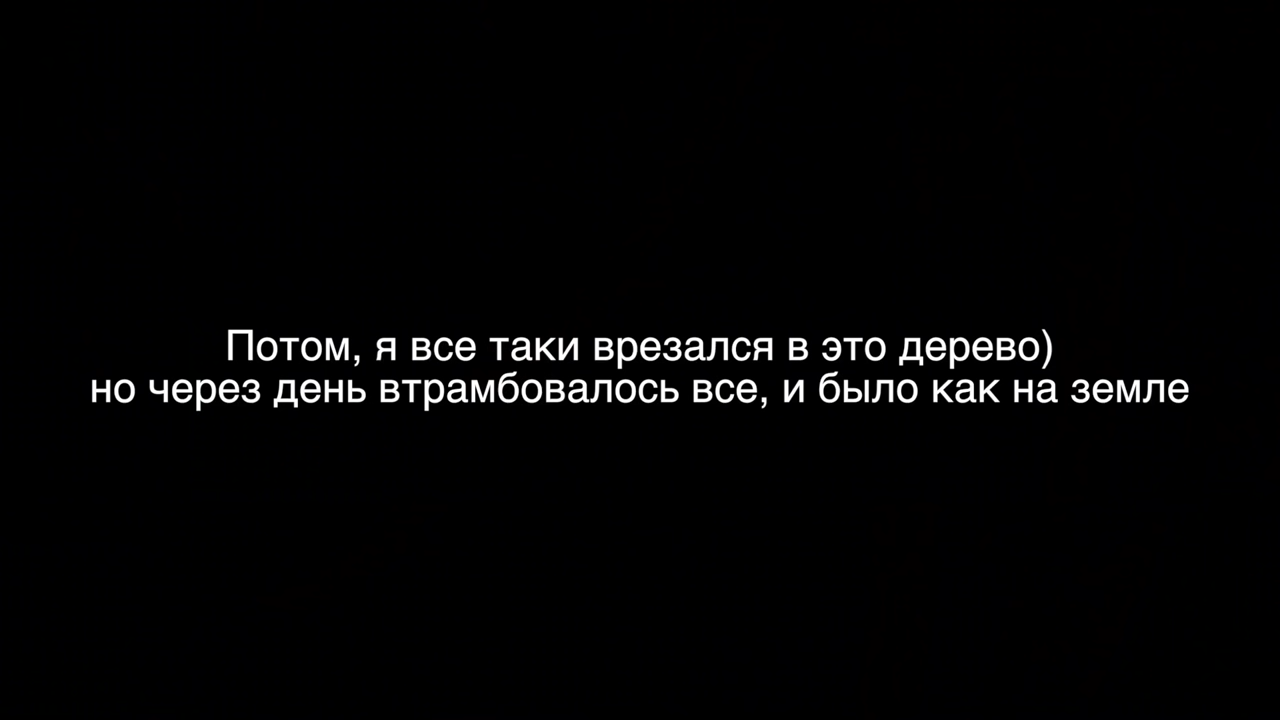 Потом, я все таки врезался в это дерево)
но через день втрамбовалось все, и было как на земле